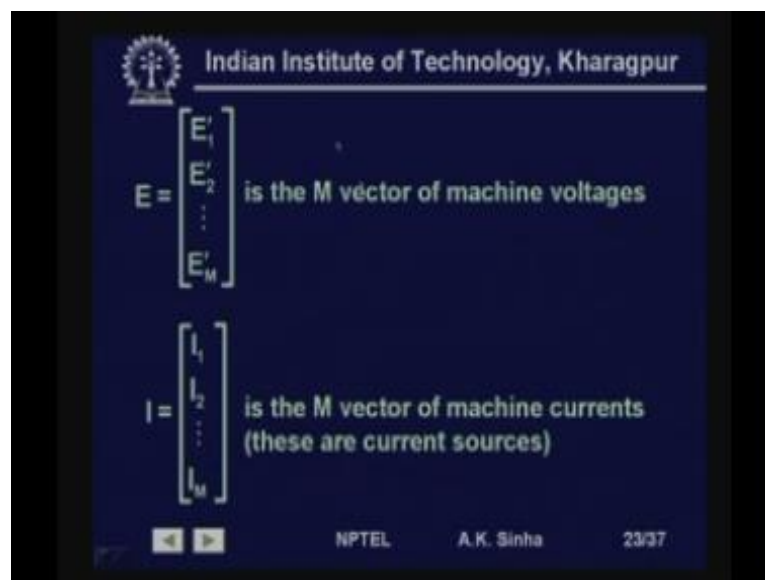 Indian Institute of Technology, Kharagpur
E = [E′₁ E′₂ ⋮ E′M] is the M vector of machine voltages
I = [I₁ I₂ ⋮ IM] is the M vector of machine currents
(these are current sources)
NPTEL A.K. Sinha 23/37